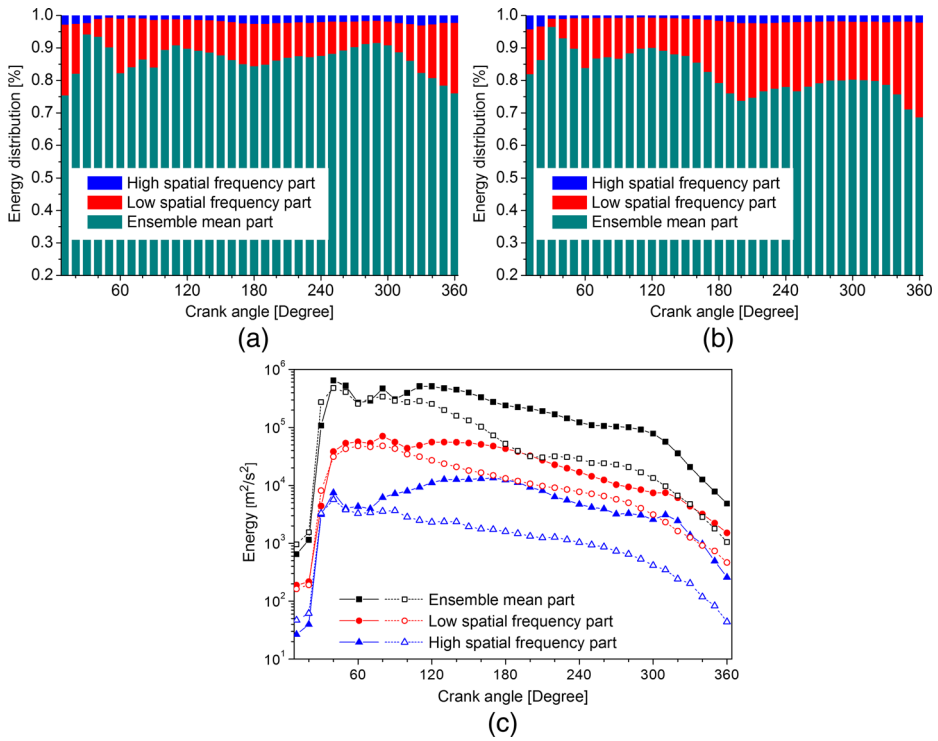 1.0
0.9
0.8
0.7
0.6
0.5
0.4
0.3
0.2
Energy distribution [%]
High spatial frequency part
Low spatial frequency part
Ensemble mean part
60 120 180 240 300 360
Crank angle [Degree]
(a)
1.0
0.9
0.8
0.7
0.6
0.5
0.4
0.3
0.2
Energy distribution [%]
High spatial frequency part
Low spatial frequency part
Ensemble mean part
60 120 180 240 300 360
Crank angle [Degree]
(b)
10⁶
10⁵
10⁴
10³
10²
10¹
Energy [m²/s²]
Ensemble mean part
Low spatial frequency part
High spatial frequency part
60 120 180 240 300 360
Crank angle [Degree]
(c)